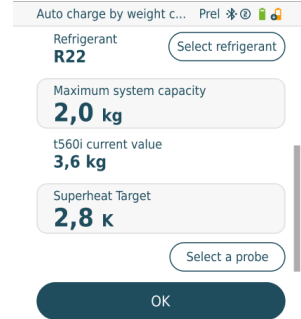 Auto charge by weight c... Prel
Refrigerant
R22
Select refrigerant
Maximum system capacity
2,0 kg
t560i current value
3,6 kg
Superheat Target
2,8 K
Select a probe
OK